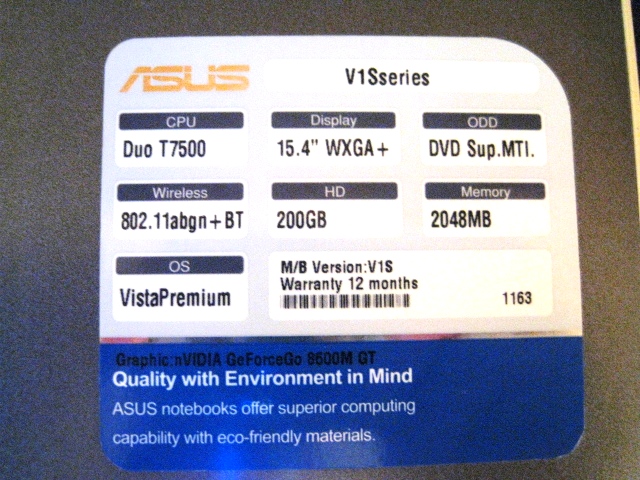 ASUS V1Sseries
CPU Display ODD
Duo T7500 15.4" WXGA+ DVD Sup.MTI.
Wireless HD Memory
802.11abgn+BT 200GB 2048MB
OS
VistaPremium
M/B Version:V1S
Warranty 12 months
1163
Graphic:nVIDIA GeForceGo 8600M GT
Quality with Environment in Mind
ASUS notebooks offer superior computing
capability with eco-friendly materials.